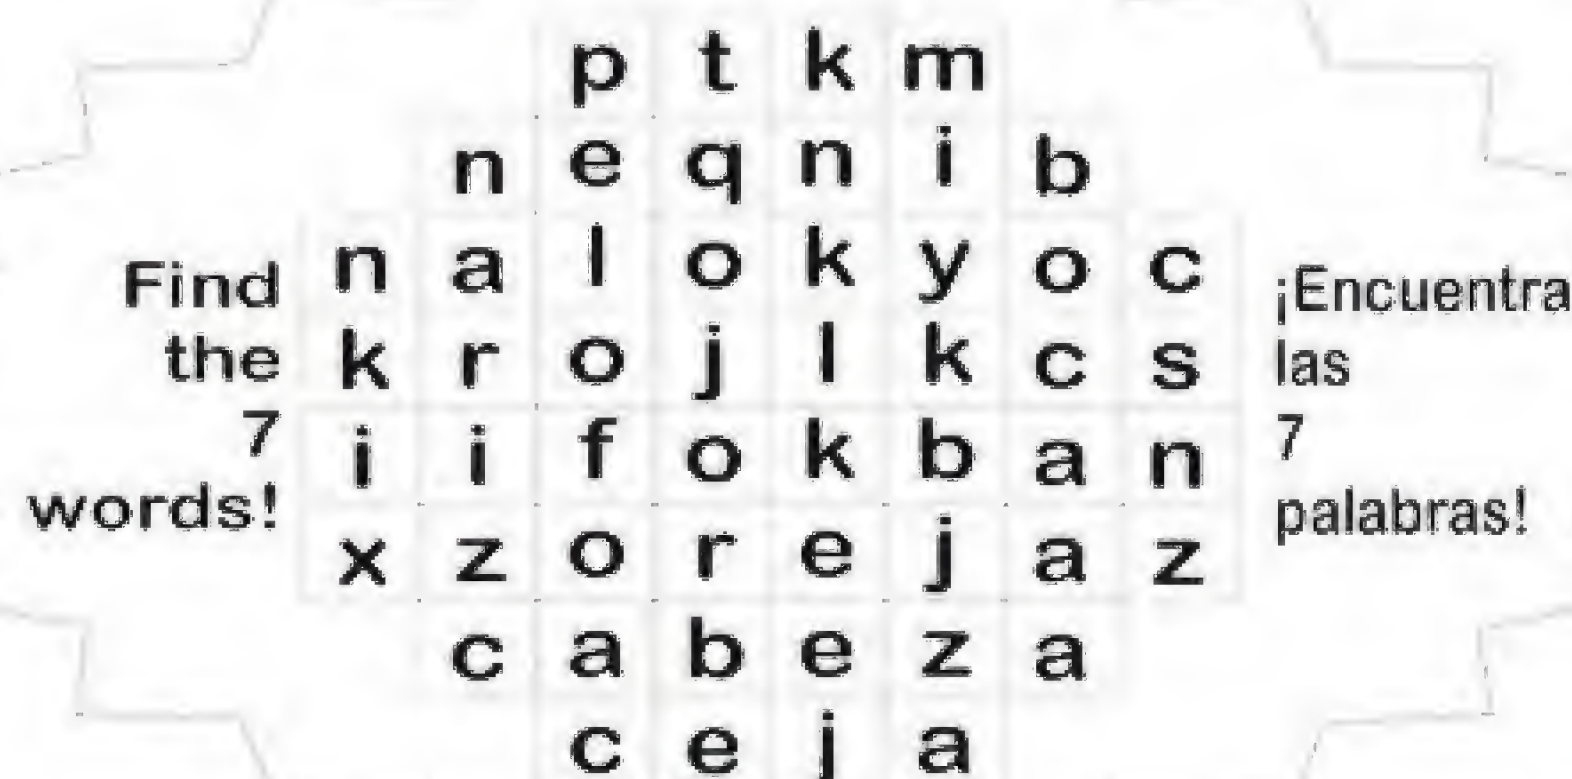 p t k m
n e q n i b
n a l o k y o c
k r o j l k c s
i i f o k b a n
x z o r e j a z
c a b e z a
c e j a
Find
the
7
words!
¡Encuentra
las
7
palabras!